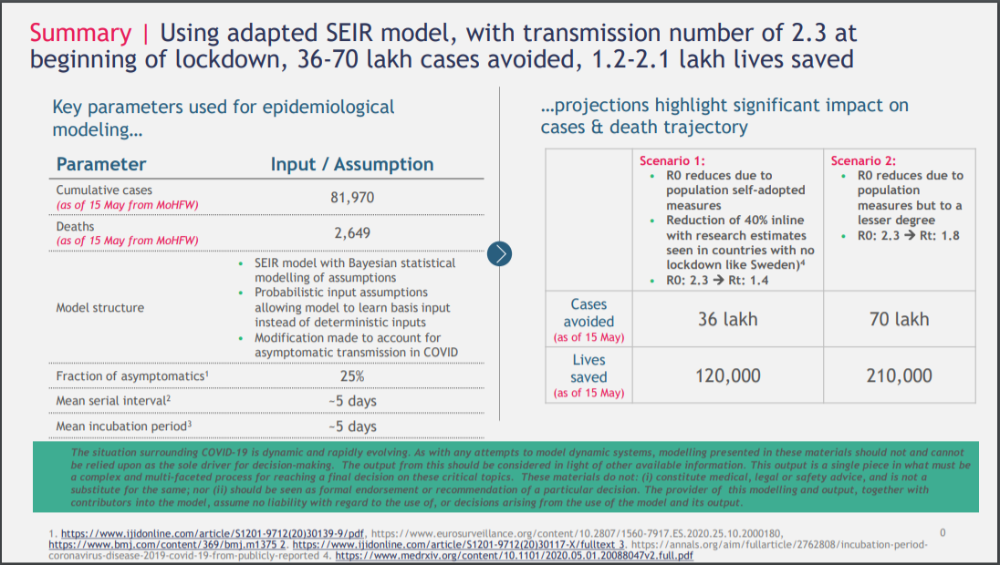 Summary | Using adapted SEIR model, with transmission number of 2.3 at
beginning of lockdown, 36-70 lakh cases avoided, 1.2-2.1 lakh lives saved
Key parameters used for epidemiological
modeling…
Parameter Input / Assumption
Cumulative cases
(as of 15 May from MoHFW)
81,970
Deaths
(as of 15 May from MoHFW)
2,649
Model structure
• SEIR model with Bayesian statistical
modelling of assumptions
• Probabilistic input assumptions
allowing model to learn basis input
instead of deterministic inputs
• Modification made to account for
asymptomatic transmission in COVID
Fraction of asymptomatics¹ 25%
Mean serial interval² ~5 days
Mean incubation period³ ~5 days
…projections highlight significant impact on
cases & death trajectory
Scenario 1:
• R0 reduces due to
population self-adopted
measures
• Reduction of 40% inline
with research estimates
seen in countries with no
lockdown like Sweden)⁴
• R0: 2.3 → Rt: 1.4
Scenario 2:
• R0 reduces due to
population
measures but to a
lesser degree
• R0: 2.3 → Rt: 1.8
Cases
avoided
(as of 15 May)
36 lakh 70 lakh
Lives
saved
(as of 15 May)
120,000 210,000
The situation surrounding COVID-19 is dynamic and rapidly evolving. As with any attempts to model dynamic systems, modelling presented in these materials should not and cannot
be relied upon as the sole driver for decision-making. The output from this should be considered in light of other available information. This output is a single piece in what must be
a complex and multi-faceted process for reaching a final decision on these critical topics. These materials do not: (i) constitute medical, legal or safety advice, and is not a
substitute for the same; nor (ii) should be seen as formal endorsement or recommendation of a particular decision. The provider of this modelling and output, together with
contributors into the model, assume no liability with regard to the use of, or decisions arising from the use of the model and its output.
1. https://www.ijidonline.com/article/S1201-9712(20)30139-9/pdf, https://www.eurosurveillance.org/content/10.2807/1560-7917.ES.2020.25.10.2000180,
https://www.bmj.com/content/369/bmj.m1375 2. https://www.ijidonline.com/article/S1201-9712(20)30117-X/fulltext 3. https://annals.org/aim/fullarticle/2762808/incubation-period-
coronavirus-disease-2019-covid-19-from-publicly-reported 4. https://www.medrxiv.org/content/10.1101/2020.05.01.20088047v2.full.pdf
0